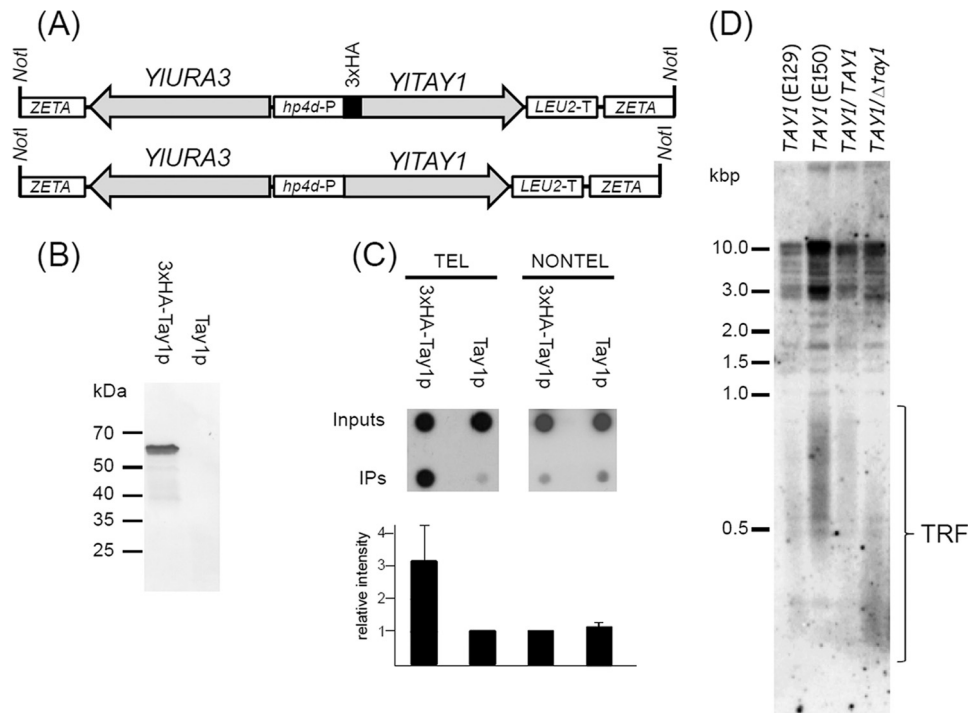 (A)
NotI
3xHA
NotI
YlURA3
YlTAY1
ZETA
hp4d-P
LEU2-T
ZETA
NotI
NotI
YlURA3
YlTAY1
ZETA
hp4d-P
LEU2-T
ZETA
(B)
3xHA-Tay1p
Tay1p
kDa
70
50
40
35
25
(C)
TEL
NONTEL
3xHA-Tay1p
Tay1p
3xHA-Tay1p
Tay1p
Inputs
IPs
relative intensity
4
3
2
1
(D)
TAY1 (E129)
TAY1 (E150)
TAY1/TAY1
TAY1/Δtay1
kbp
10.0
3.0
2.0
1.5
1.0
0.5
TRF